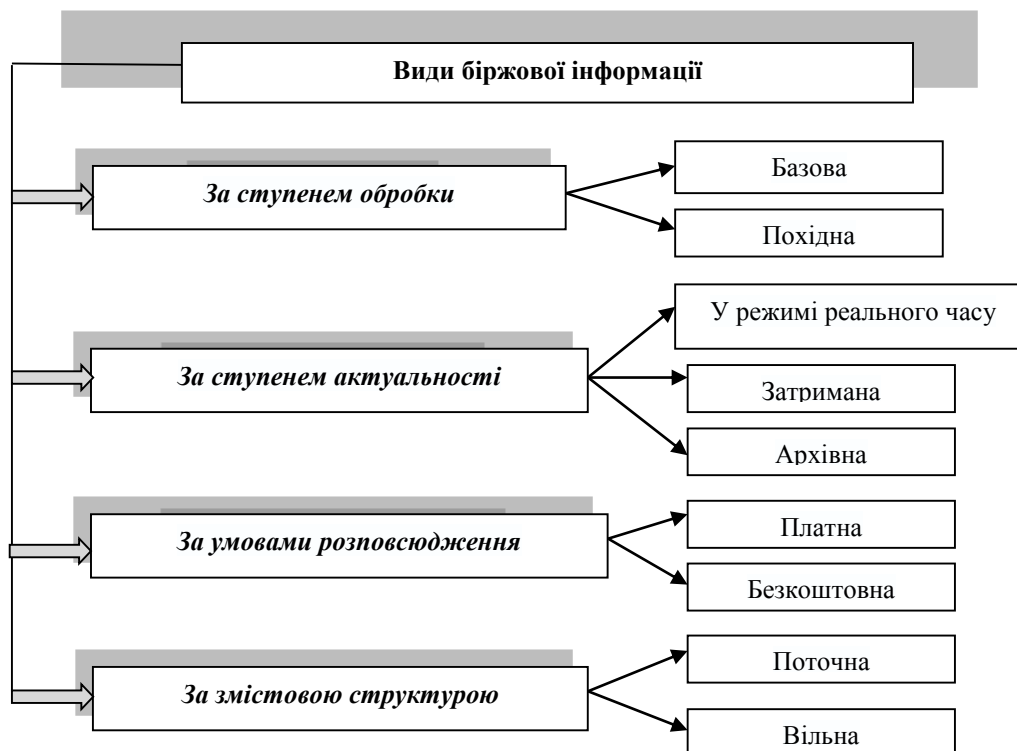 Види біржової інформації
За ступенем обробки
Базова
Похідна
За ступенем актуальності
У режимі реального часу
Затримана
Архівна
За умовами розповсюдження
Платна
Безкоштовна
За змістовою структурою
Поточна
Вільна